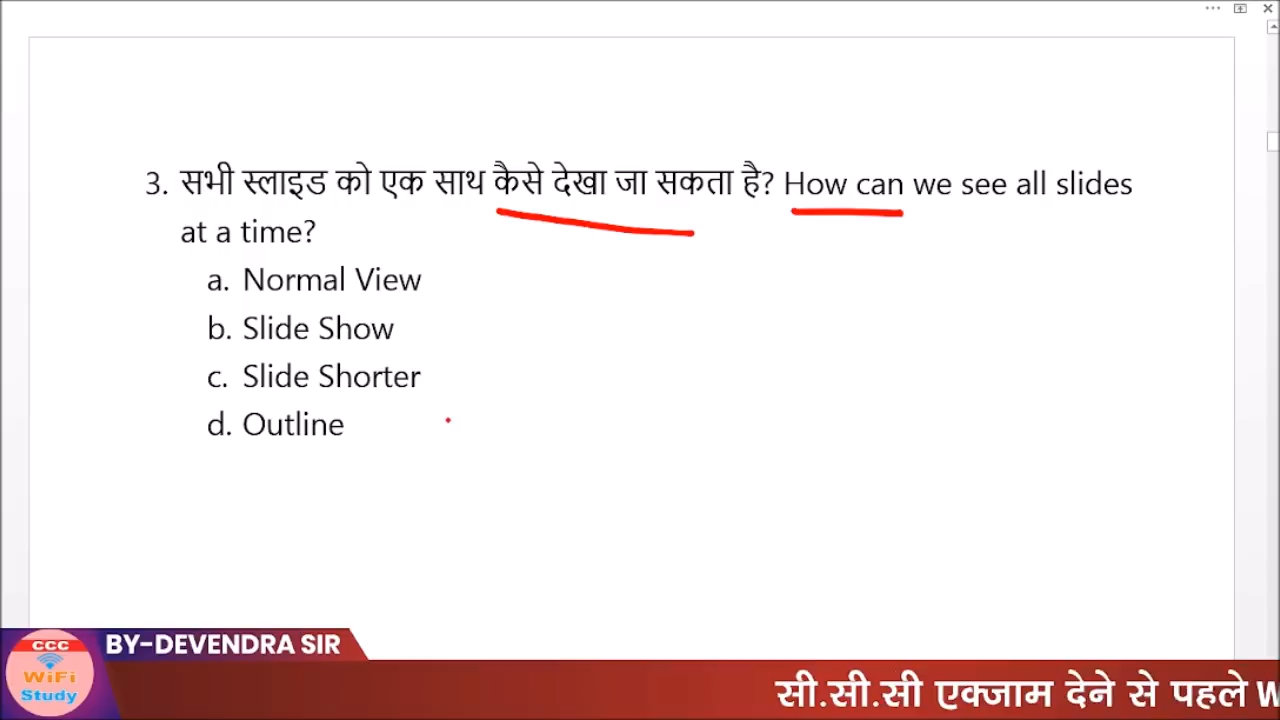 3. सभी स्लाइड को एक साथ कैसे देखा जा सकता है? How can we see all slides
at a time?
a. Normal View
b. Slide Show
c. Slide Shorter
d. Outline
BY-DEVENDRA SIR
CCC
WiFi
Study
सी.सी.सी एक्जाम देने से पहले W